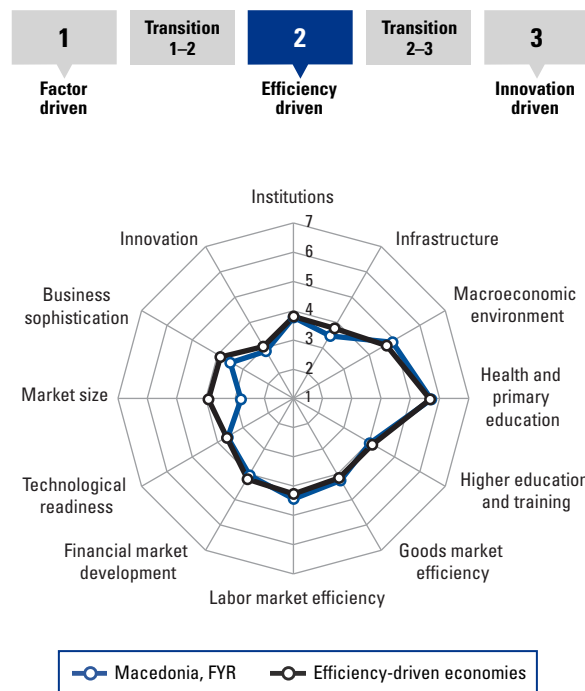 1
Transition
1–2
2
Transition
2–3
3
Factor
driven
Efficiency
driven
Innovation
driven
Institutions
7
Innovation
6
Infrastructure
5
Business
sophistication
4
Macroeconomic
environment
3
2
Market size
1
Health and
primary
education
Technological
readiness
Higher education
and training
Financial market
development
Goods market
efficiency
Labor market efficiency
Macedonia, FYR
Efficiency-driven economies